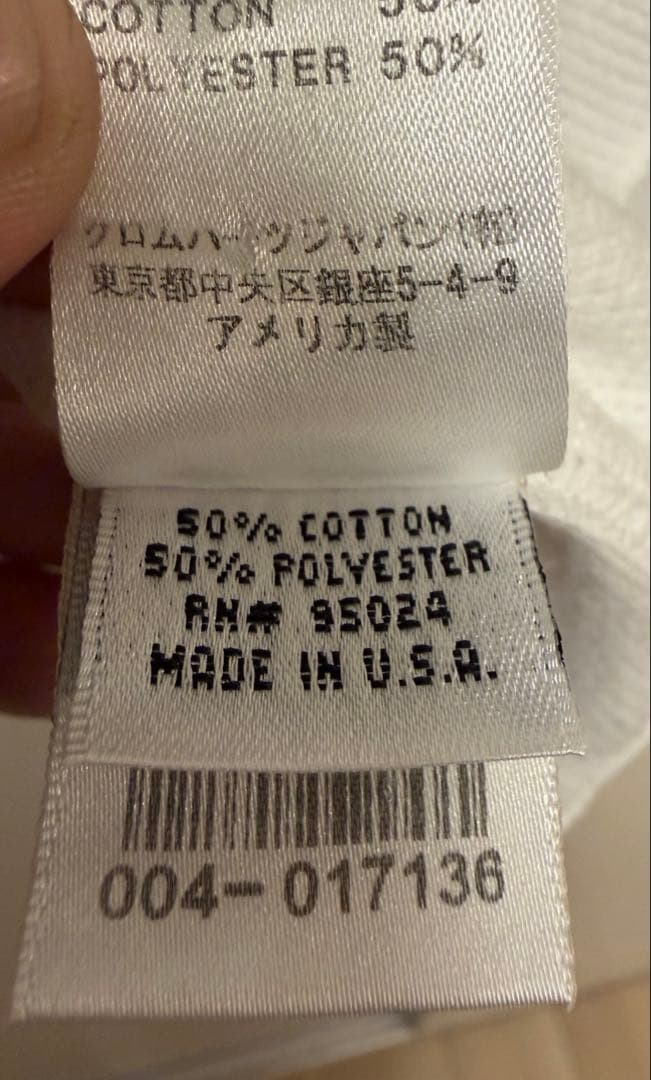 COTTON 50%
POLYESTER 50%
クロムハーツジャパン(有)
東京都中央区銀座5-4-9
アメリカ製
50% COTTON
50% POLYESTER
RN# 95024
MADE IN U.S.A.
004-017136